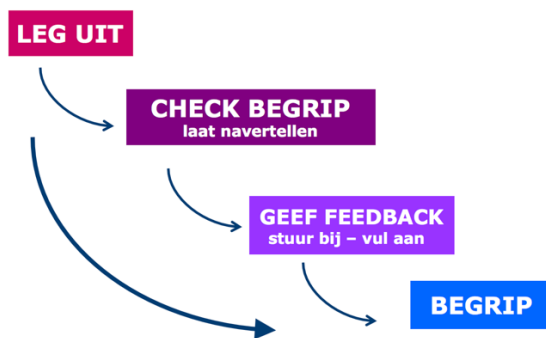 LEG UIT
CHECK BEGRIP
laat navertellen
GEEF FEEDBACK
stuur bij – vul aan
BEGRIP